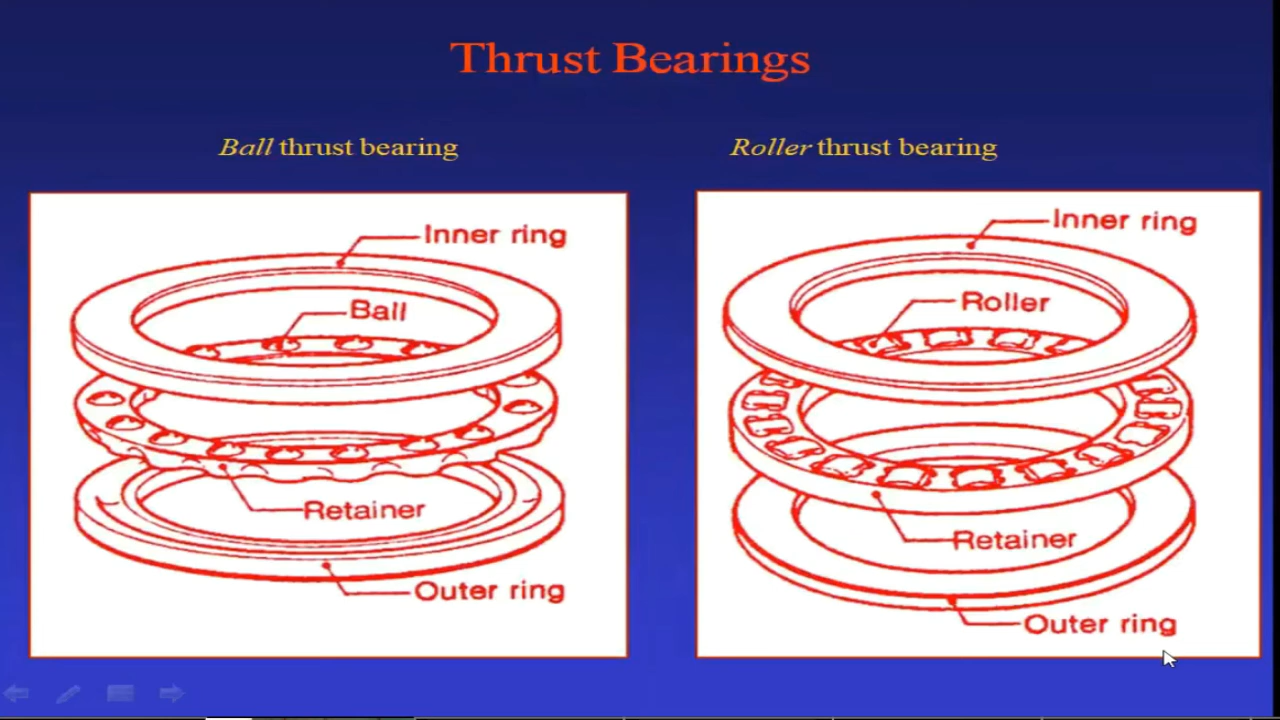 Thrust Bearings
Ball thrust bearing
Roller thrust bearing
Inner ring
Ball
Retainer
Outer ring
Inner ring
Roller
Retainer
Outer ring